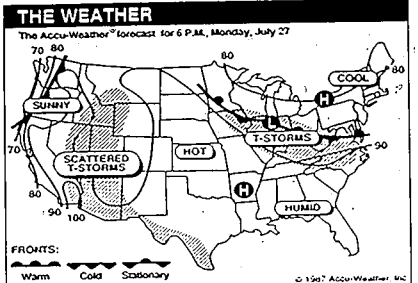 THE WEATHER
The Accu-Weather® forecast for 6 P.M., Monday, July 27
70 80
80
COOL
80
SUNNY
H
L
T-STORMS
70
SCATTERED
T-STORMS
HOT
90
80
H
90 100
HUMID
FRONTS:
Warm Cold Stationary
© 1987 Accu-Weather, Inc